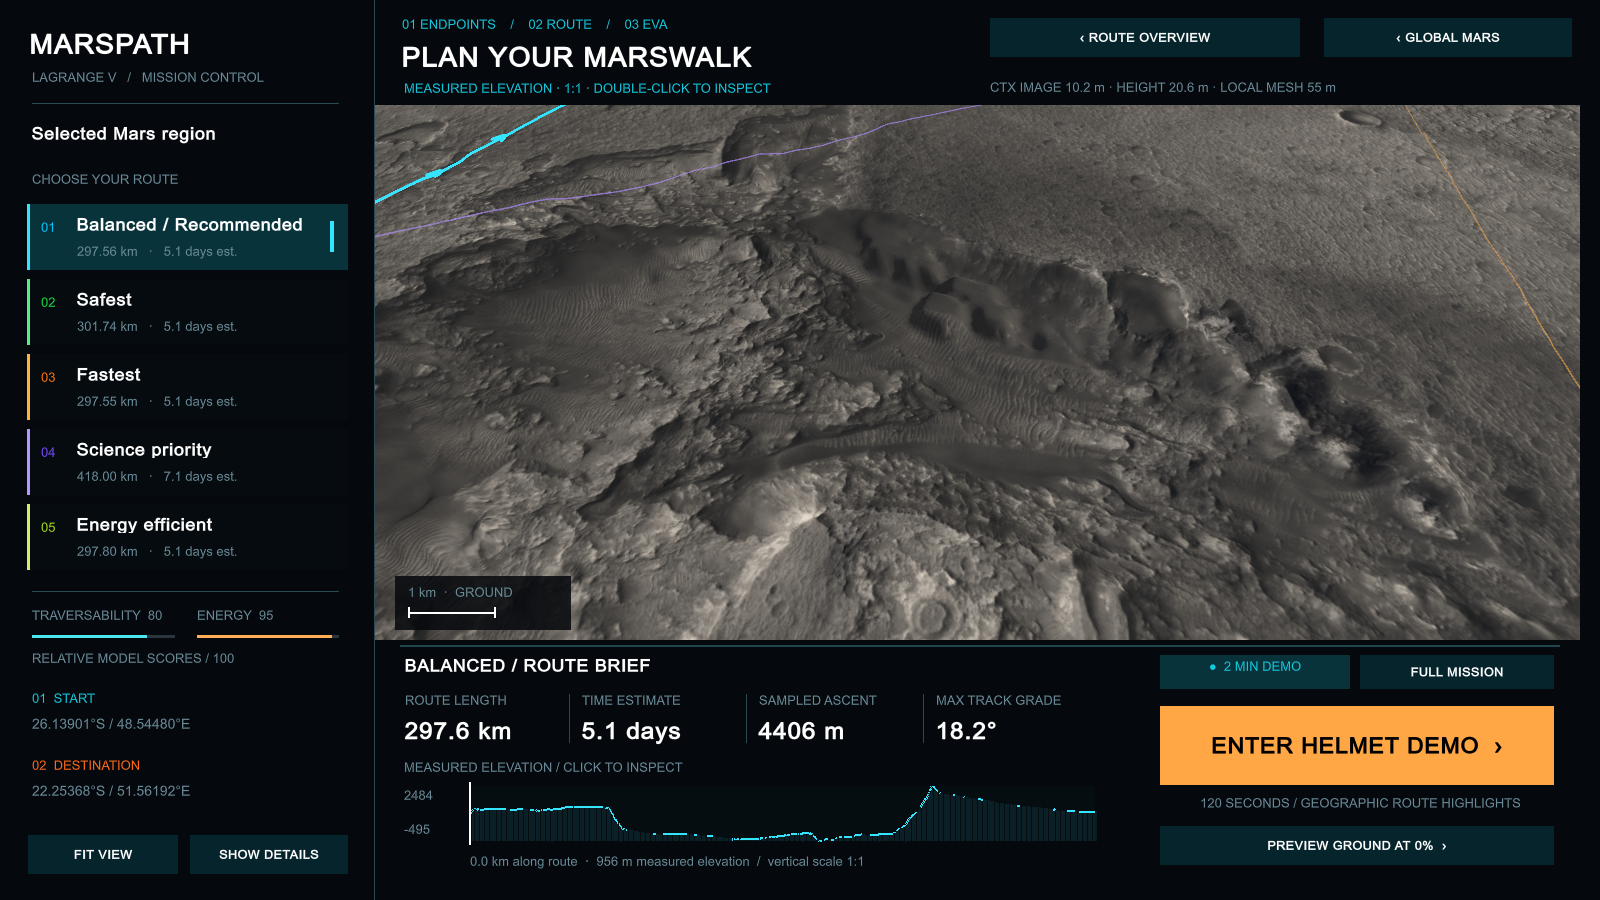 MARSPATH
LAGRANGE V / MISSION CONTROL
Selected Mars region
CHOOSE YOUR ROUTE
01 Balanced / Recommended
297.56 km · 5.1 days est.
02 Safest
301.74 km · 5.1 days est.
03 Fastest
297.55 km · 5.1 days est.
04 Science priority
418.00 km · 7.1 days est.
05 Energy efficient
297.80 km · 5.1 days est.
TRAVERSABILITY 80 ENERGY 95
RELATIVE MODEL SCORES / 100
01 START
26.13901°S / 48.54480°E
02 DESTINATION
22.25368°S / 51.56192°E
FIT VIEW
SHOW DETAILS
01 ENDPOINTS / 02 ROUTE / 03 EVA
PLAN YOUR MARSWALK
MEASURED ELEVATION · 1:1 · DOUBLE-CLICK TO INSPECT
‹ ROUTE OVERVIEW
‹ GLOBAL MARS
CTX IMAGE 10.2 m · HEIGHT 20.6 m · LOCAL MESH 55 m
1 km · GROUND
BALANCED / ROUTE BRIEF
ROUTE LENGTH
297.6 km
TIME ESTIMATE
5.1 days
SAMPLED ASCENT
4406 m
MAX TRACK GRADE
18.2°
MEASURED ELEVATION / CLICK TO INSPECT
2484
-495
0.0 km along route · 956 m measured elevation / vertical scale 1:1
● 2 MIN DEMO
FULL MISSION
ENTER HELMET DEMO ›
120 SECONDS / GEOGRAPHIC ROUTE HIGHLIGHTS
PREVIEW GROUND AT 0% ›